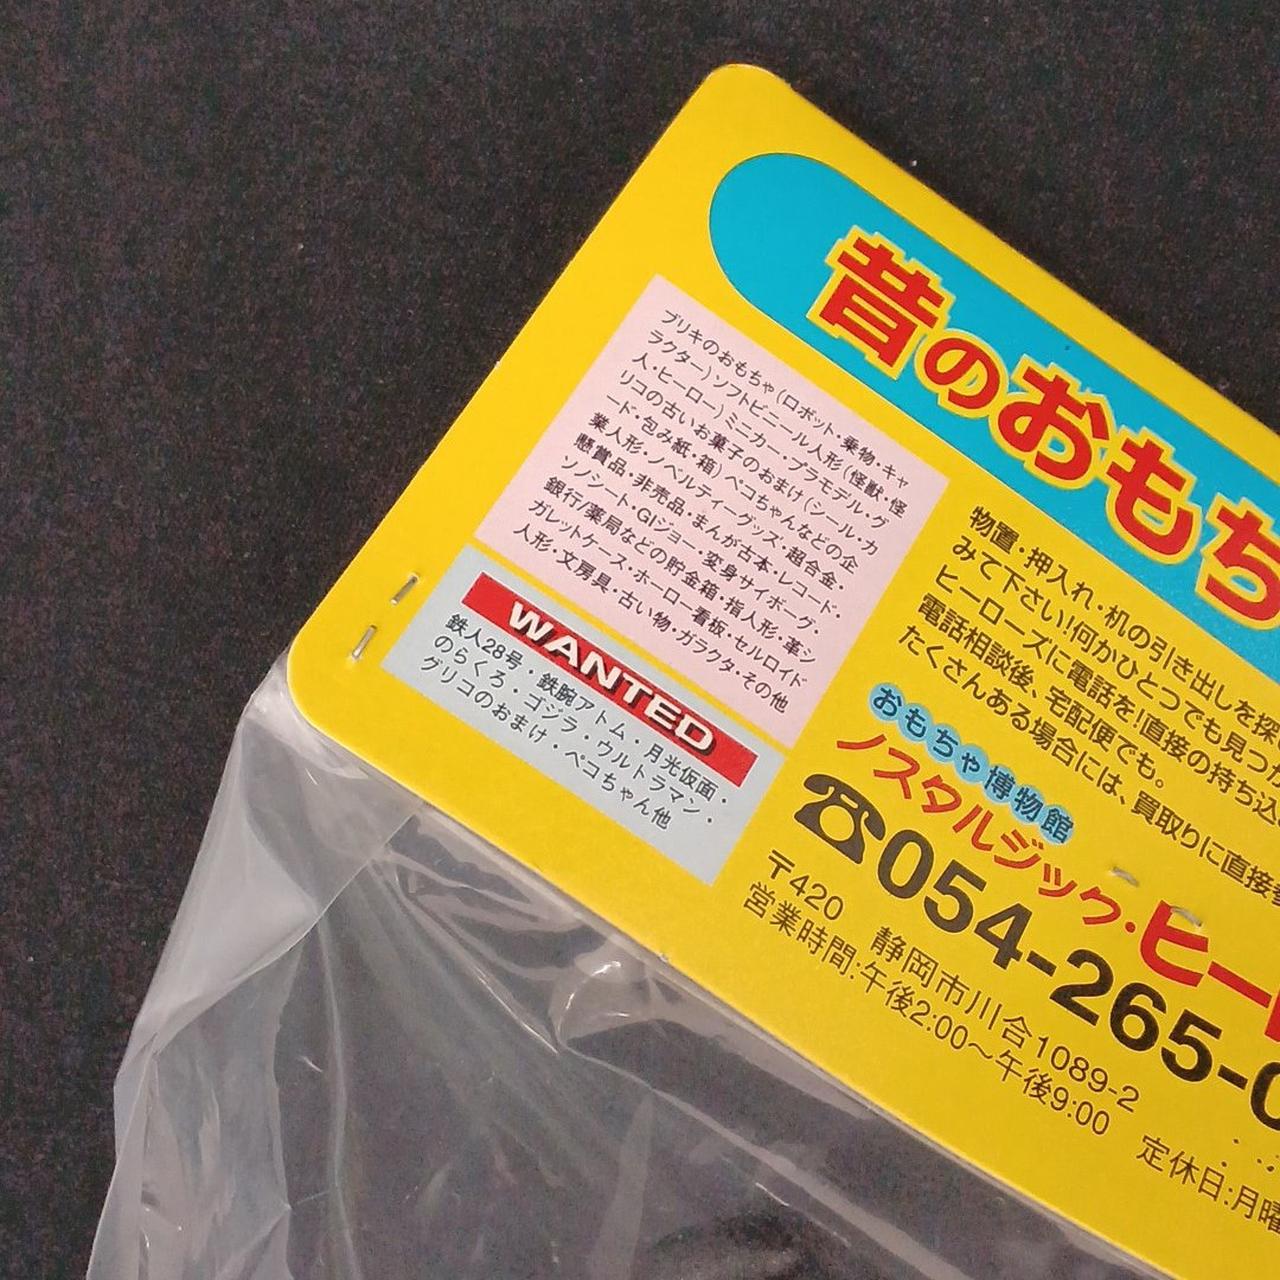 昔のおもち
ブリキのおもちゃ(ロボット・乗物・キャ
ラクター)ソフトビニール人形(怪獣・怪
人・ヒーロー)ミニカー・プラモデル・グ
リコの古いお菓子のおまけ(シール・カ
ード・包み紙・箱)ペコちゃんなどの企
業人形・ノベルティーグッズ・超合金・
懸賞品・非売品・まんが古本・レコード・
ソノシート・GIジョー・変身サイボーグ・
銀行/薬局などの貯金箱・指人形・革シ
ガレットケース・ホーロー看板・セルロイド
人形・文房具・古い物・ガラクタ・その他
WANTED
鉄人28号・鉄腕アトム・月光仮面・
のらくろ・ゴジラ・ウルトラマン・
グリコのおまけ・ペコちゃん他
物置・押入れ・机の引き出しを探
みて下さい!何かひとつでも見つか
ヒーローズに電話を!直接の持ち込
電話相談後、宅配便でも。
たくさんある場合には、買取りに直接
おもちゃ博物館
ノスタルジック・ヒー
☎054-265-0
〒420 静岡市川合1089-2
営業時間:午後2:00〜午後9:00 定休日:月曜